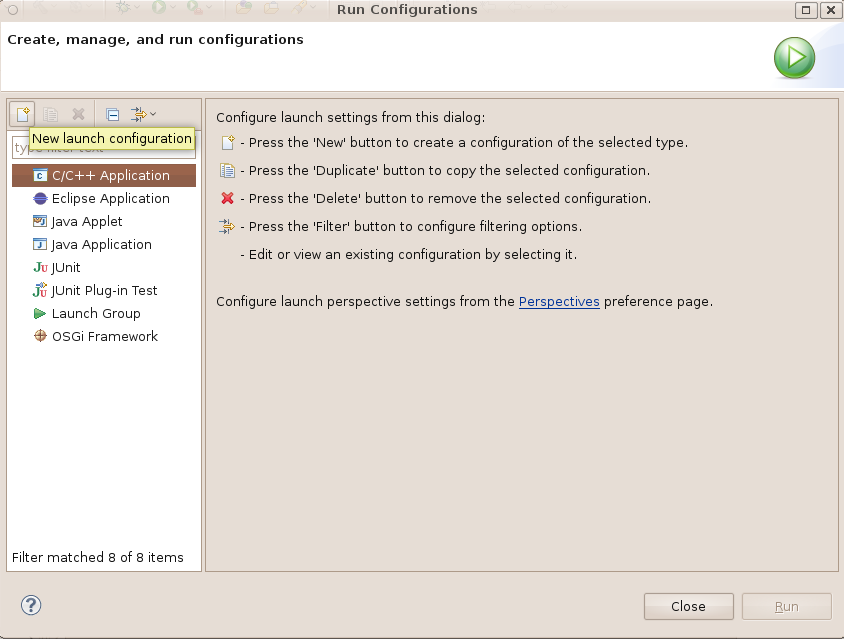 Run Configurations
Create, manage, and run configurations
New launch configuration
type filter text
C/C++ Application
Eclipse Application
Java Applet
Java Application
JUnit
JUnit Plug-in Test
Launch Group
OSGi Framework
Filter matched 8 of 8 items
Configure launch settings from this dialog:
- Press the 'New' button to create a configuration of the selected type.
- Press the 'Duplicate' button to copy the selected configuration.
- Press the 'Delete' button to remove the selected configuration.
- Press the 'Filter' button to configure filtering options.
- Edit or view an existing configuration by selecting it.
Configure launch perspective settings from the Perspectives preference page.
Close
Run